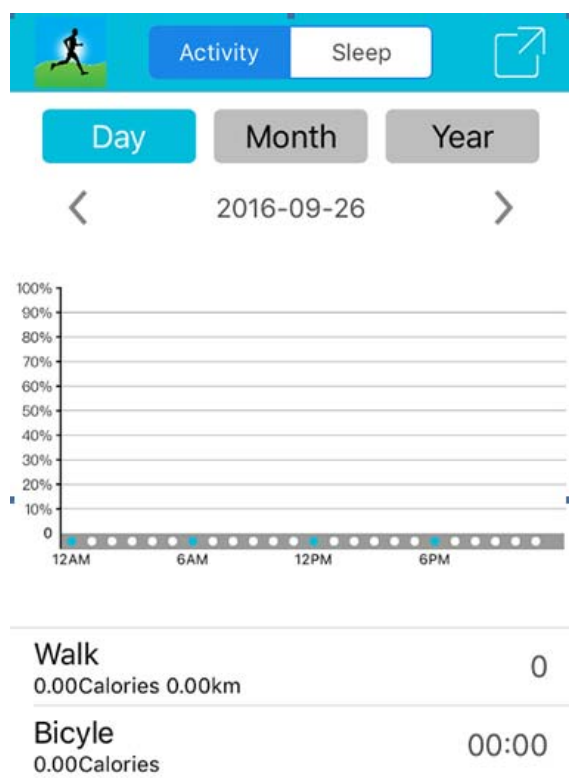 Activity Sleep
Day Month Year
2016-09-26
100%
90%
80%
70%
60%
50%
40%
30%
20%
10%
0
12AM 6AM 12PM 6PM
Walk 0
0.00Calories 0.00km
Bicyle 00:00
0.00Calories